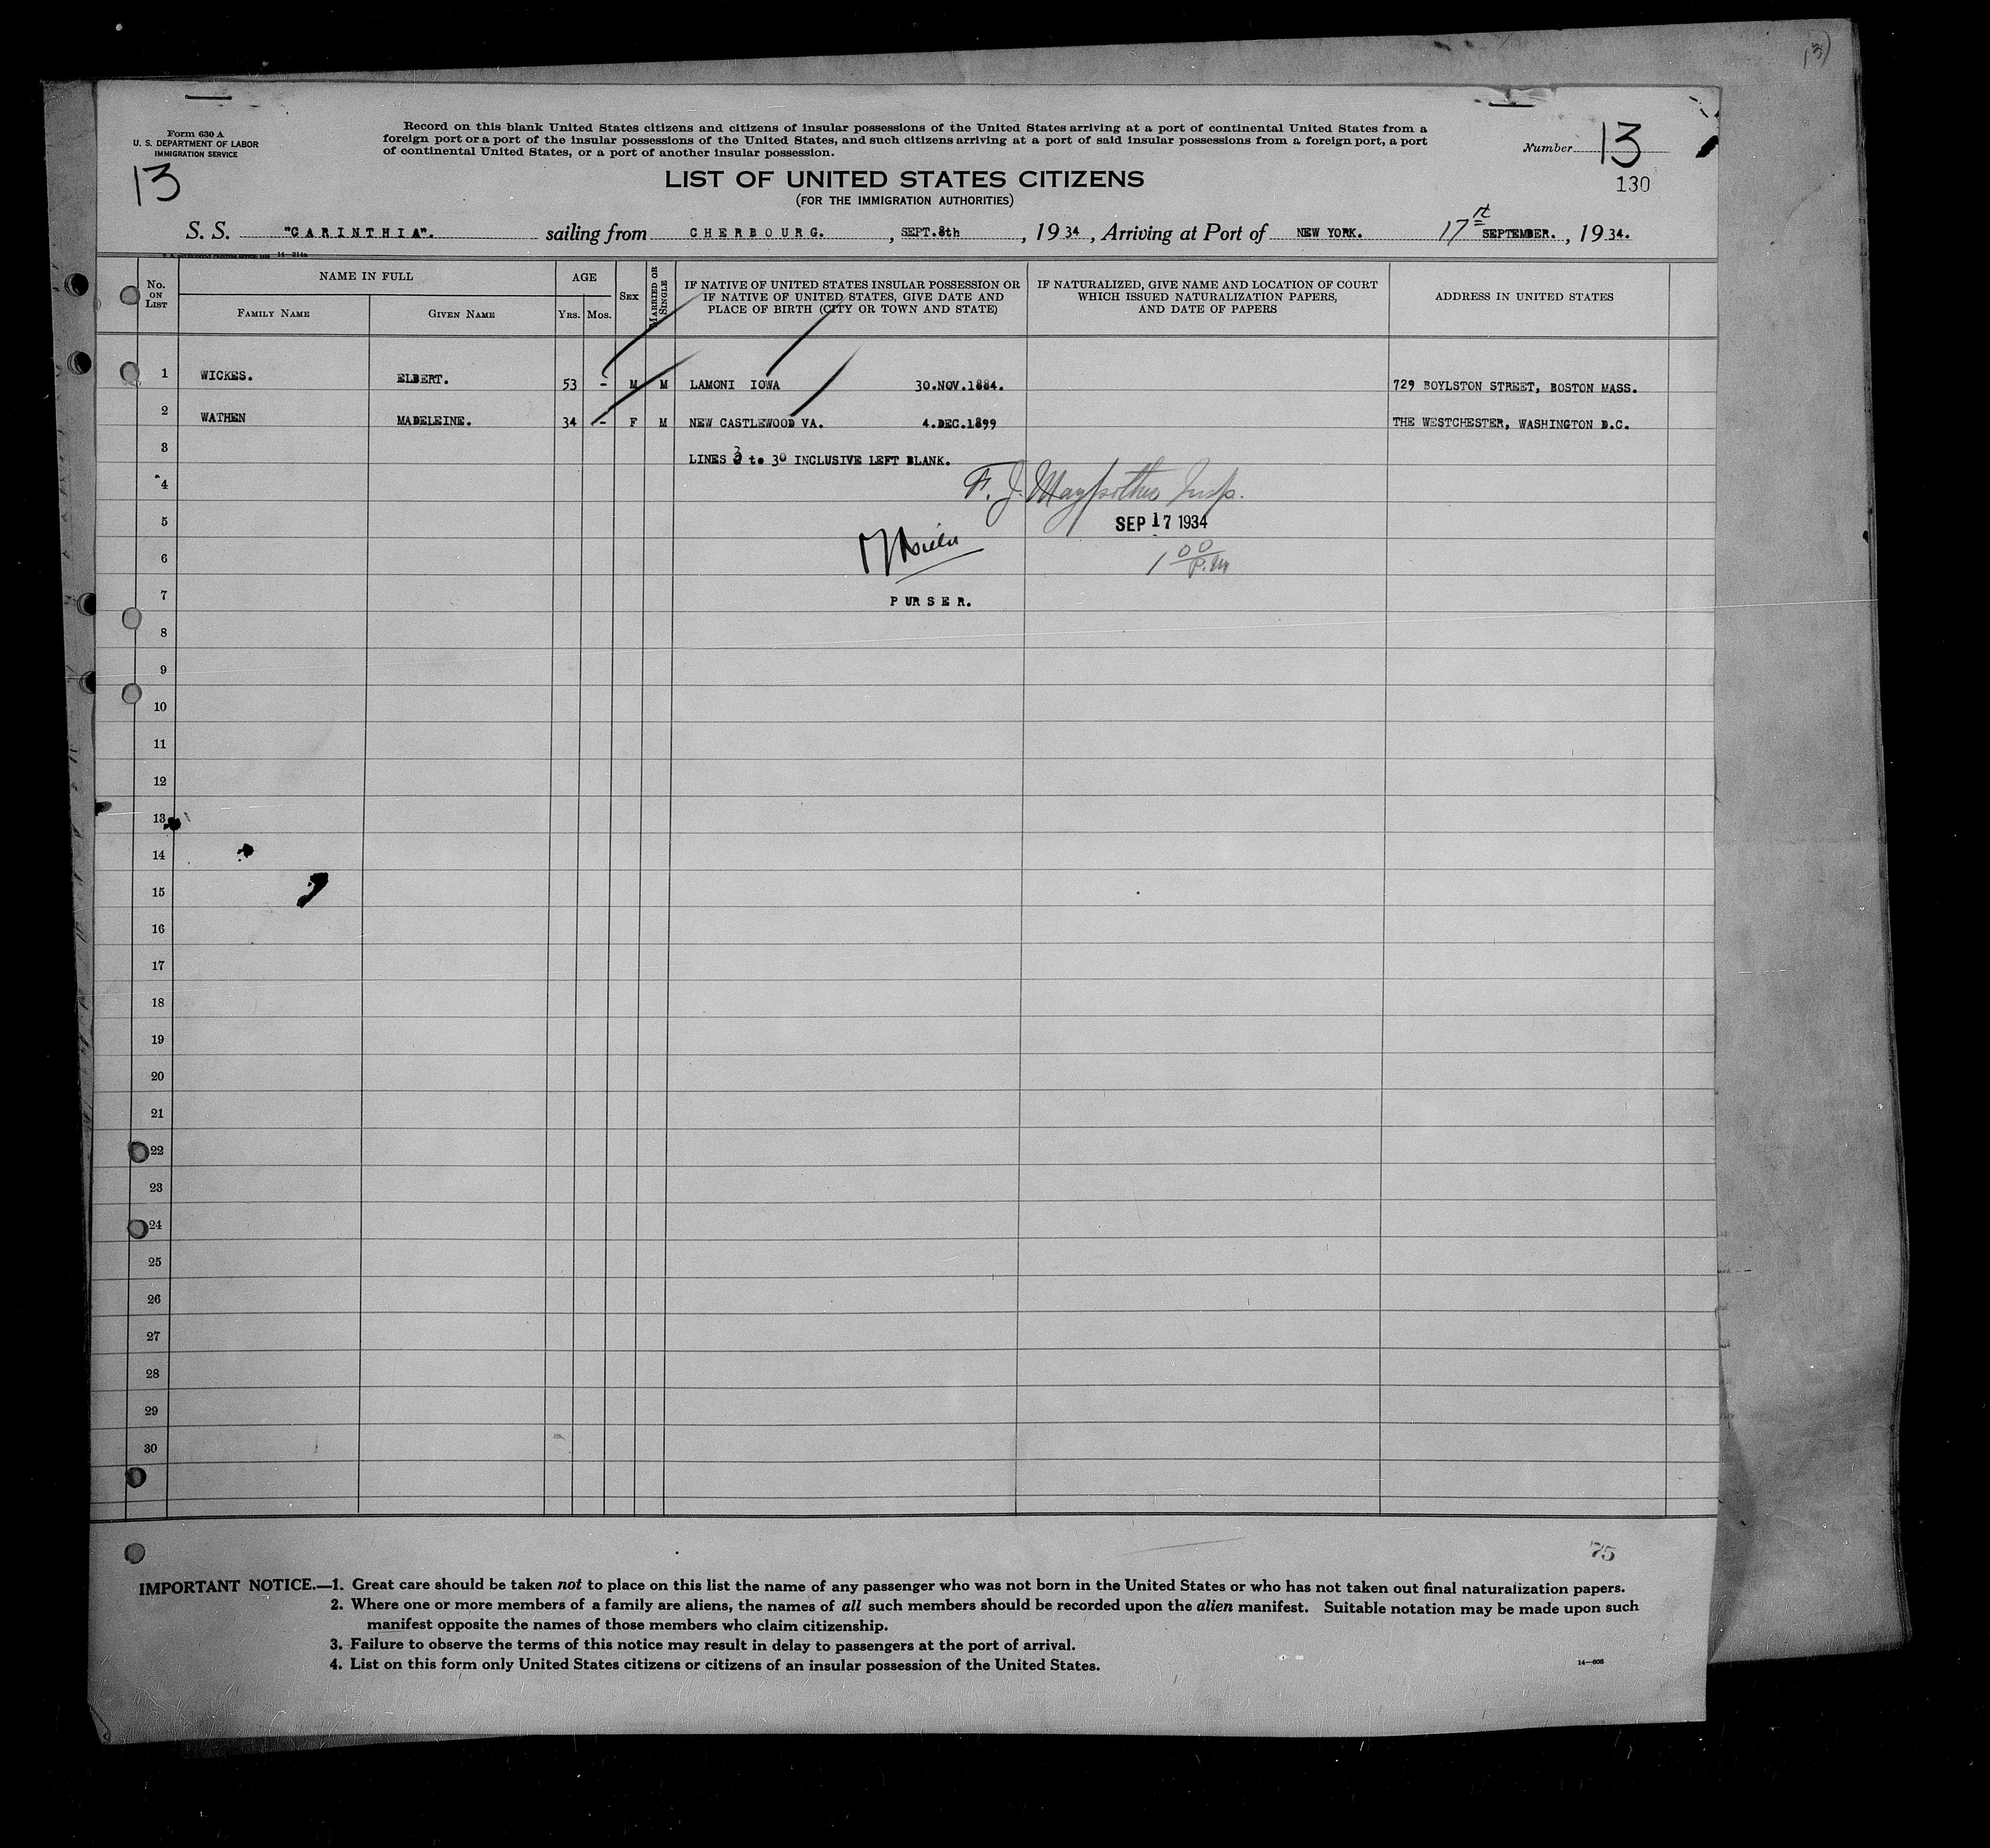 13)
Form 630 A
U. S. DEPARTMENT OF LABOR
IMMIGRATION SERVICE
13
Record on this blank United States citizens and citizens of insular possessions of the United States arriving at a port of continental United States from a
foreign port or a port of the insular possessions of the United States, and such citizens arriving at a port of said insular possessions from a foreign port, a port
of continental United States, or a port of another insular possession.
Number 13
130
LIST OF UNITED STATES CITIZENS
(FOR THE IMMIGRATION AUTHORITIES)
S. S. "CARINTHIA". sailing from CHERBOURG. , SEPT.8th , 1934 , Arriving at Port of NEW YORK. 17 SEPTEMBER. , 1934.
No. ON LIST
NAME IN FULL
FAMILY NAME
GIVEN NAME
AGE
YRS. MOS.
SEX
MARRIED OR SINGLE
IF NATIVE OF UNITED STATES INSULAR POSSESSION OR
IF NATIVE OF UNITED STATES, GIVE DATE AND
PLACE OF BIRTH (CITY OR TOWN AND STATE)
IF NATURALIZED, GIVE NAME AND LOCATION OF COURT
WHICH ISSUED NATURALIZATION PAPERS,
AND DATE OF PAPERS
ADDRESS IN UNITED STATES
1 WICKES. ELBERT. 53 - M M LAMONI IOWA 30.NOV.1884. 729 BOYLSTON STREET, BOSTON MASS.
2 WATHEN MADELEINE. 34 - F M NEW CASTLEWOOD VA. 4.DEC.1899 THE WESTCHESTER, WASHINGTON D.C.
3 LINES 3 to 30 INCLUSIVE LEFT BLANK.
4 F. J. Insp.
5 SEP 17 1934
6 1 00 P.M
7 PURSER.
8
9
10
11
12
13
14
15
16
17
18
19
20
21
22
23
24
25
26
27
28
29
30
75
IMPORTANT NOTICE.—1. Great care should be taken not to place on this list the name of any passenger who was not born in the United States or who has not taken out final naturalization papers.
2. Where one or more members of a family are aliens, the names of all such members should be recorded upon the alien manifest. Suitable notation may be made upon such
manifest opposite the names of those members who claim citizenship.
3. Failure to observe the terms of this notice may result in delay to passengers at the port of arrival.
4. List on this form only United States citizens or citizens of an insular possession of the United States.
14—608